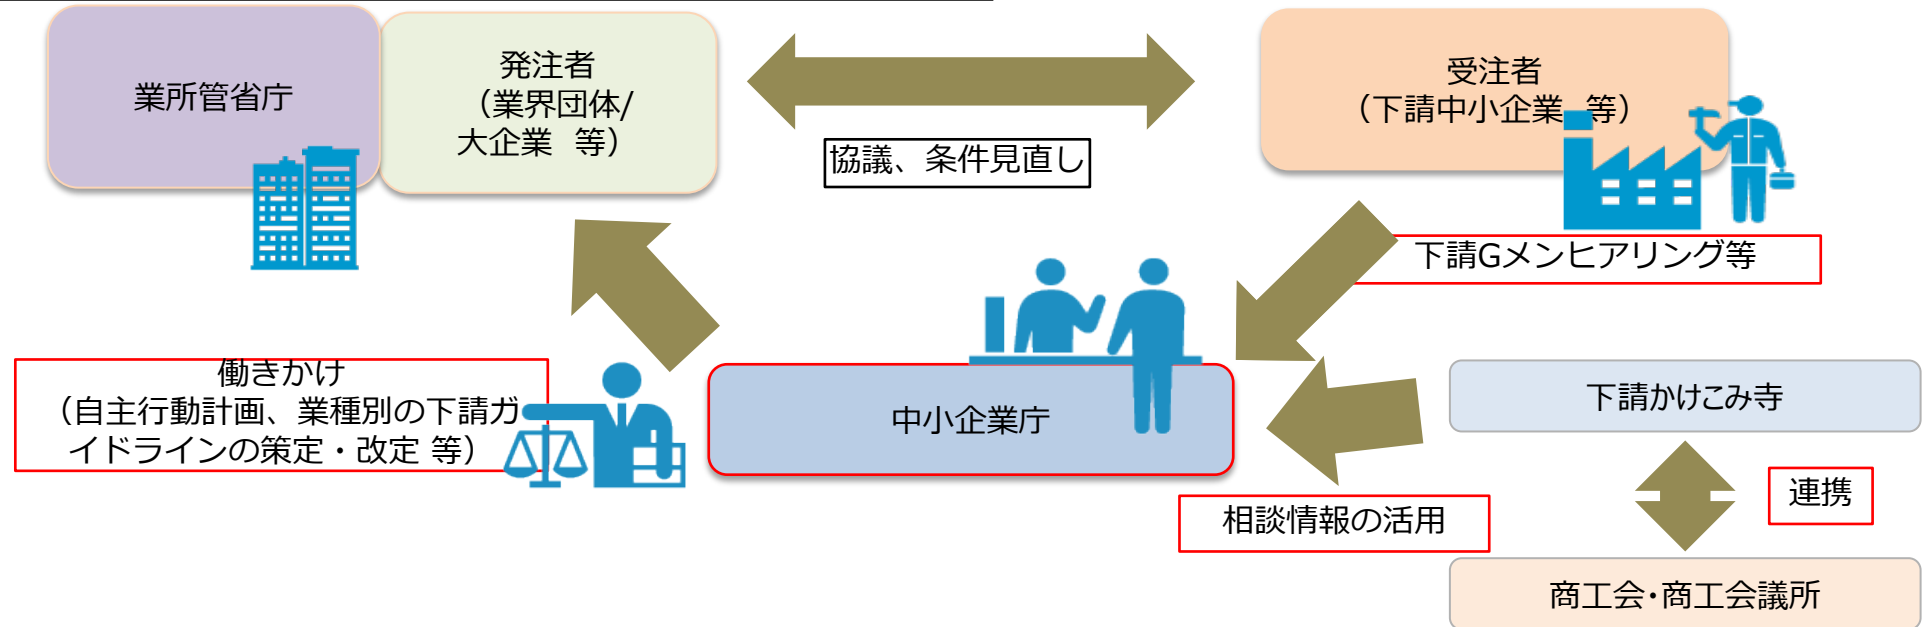 業所管省庁
発注者
（業界団体/
大企業 等）
協議、条件見直し
受注者
（下請中小企業 等）
下請Gメンヒアリング等
働きかけ
（自主行動計画、業種別の下請ガ
イドラインの策定・改定 等）
中小企業庁
下請かけこみ寺
相談情報の活用
連携
商工会・商工会議所